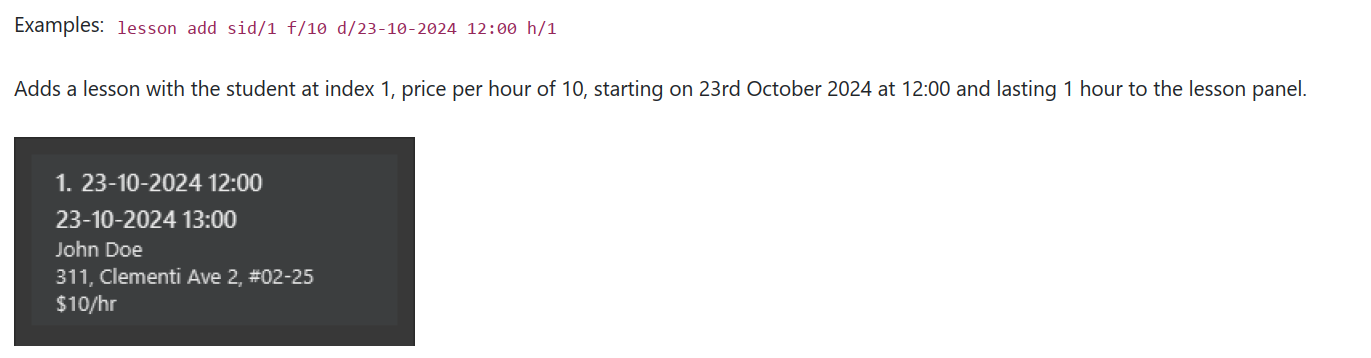 Examples: lesson add sid/1 f/10 d/23-10-2024 12:00 h/1
Adds a lesson with the student at index 1, price per hour of 10, starting on 23rd October 2024 at 12:00 and lasting 1 hour to the lesson panel.
1. 23-10-2024 12:00
23-10-2024 13:00
John Doe
311, Clementi Ave 2, #02-25
$10/hr